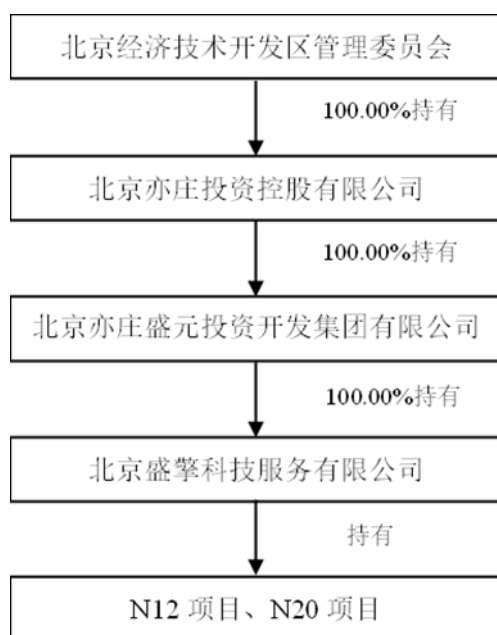 北京经济技术开发区管理委员会
100.00%持有
北京亦庄投资控股有限公司
100.00%持有
北京亦庄盛元投资开发集团有限公司
100.00%持有
北京盛擎科技服务有限公司
持有
N12 项目、N20 项目